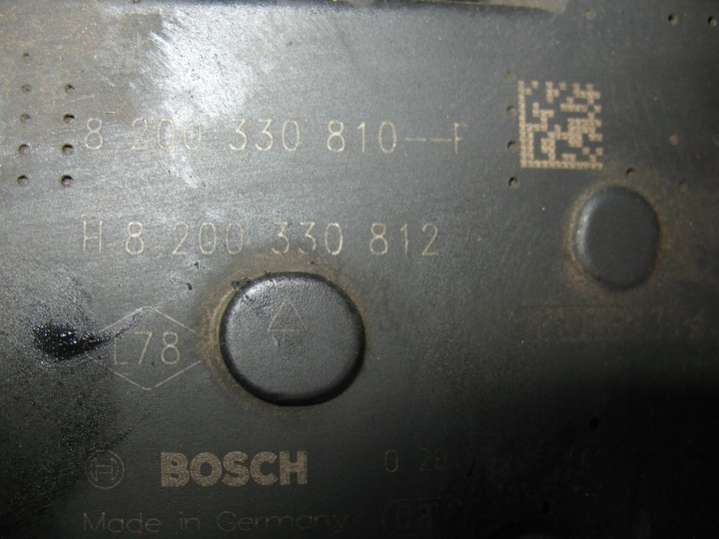 8 200 330 810--F
H 8 200 330 812
L78
BOSCH
Made in Germany